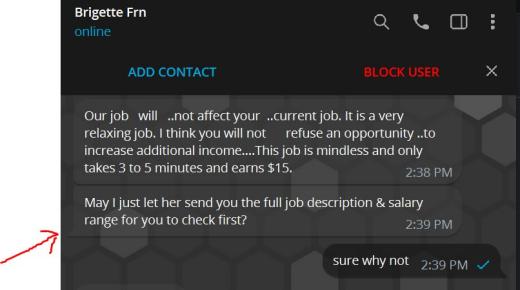 Brigette Frn
online
ADD CONTACT BLOCK USER
Our job will ..not affect your ..current job. It is a very
relaxing job. I think you will not refuse an opportunity ..to
increase additional income....This job is mindless and only
takes 3 to 5 minutes and earns $15. 2:38 PM
May I just let her send you the full job description & salary
range for you to check first? 2:39 PM
sure why not 2:39 PM